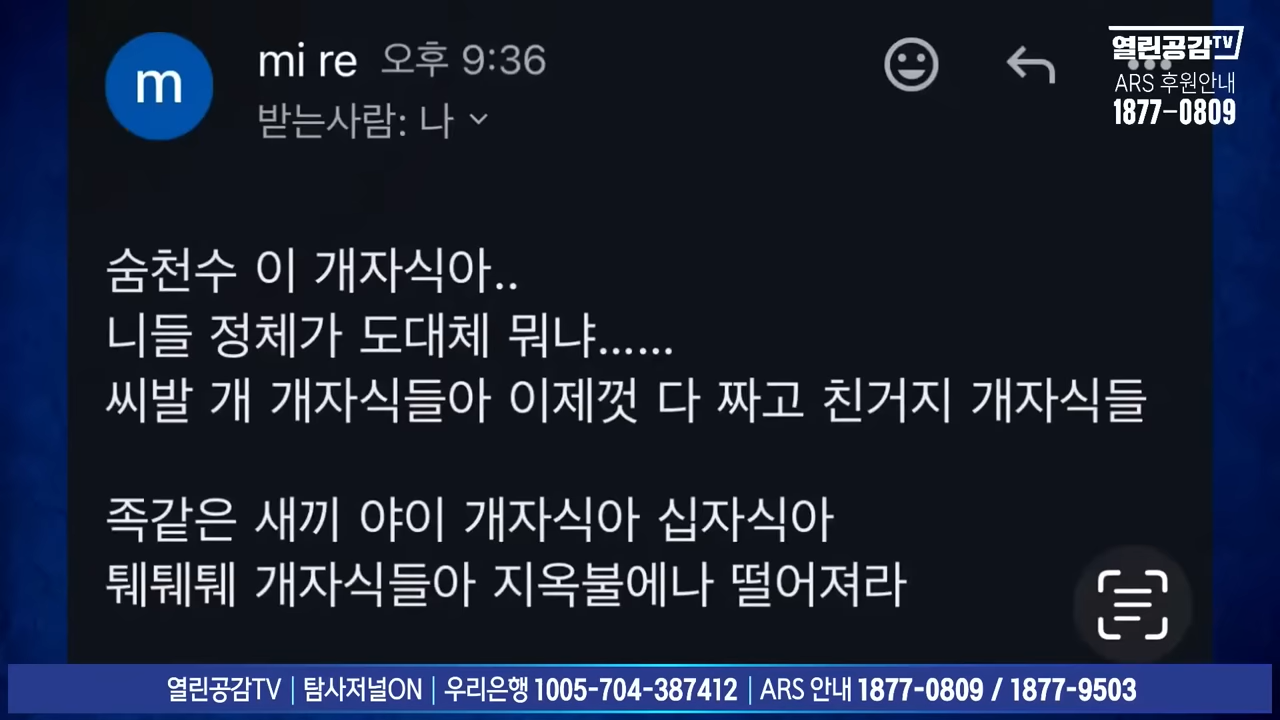 m
mi re 오후 9:36
받는사람: 나
열린공감TV
ARS 후원안내
1877-0809
숨천수 이 개자식아..
니들 정체가 도대체 뭐냐......
씨발 개 개자식들아 이제껏 다 짜고 친거지 개자식들
족같은 새끼 야이 개자식아 십자식아
퉤퉤퉤 개자식들아 지옥불에나 떨어져라
열린공감TV | 탐사저널ON | 우리은행 1005-704-387412 | ARS 안내 1877-0809 / 1877-9503